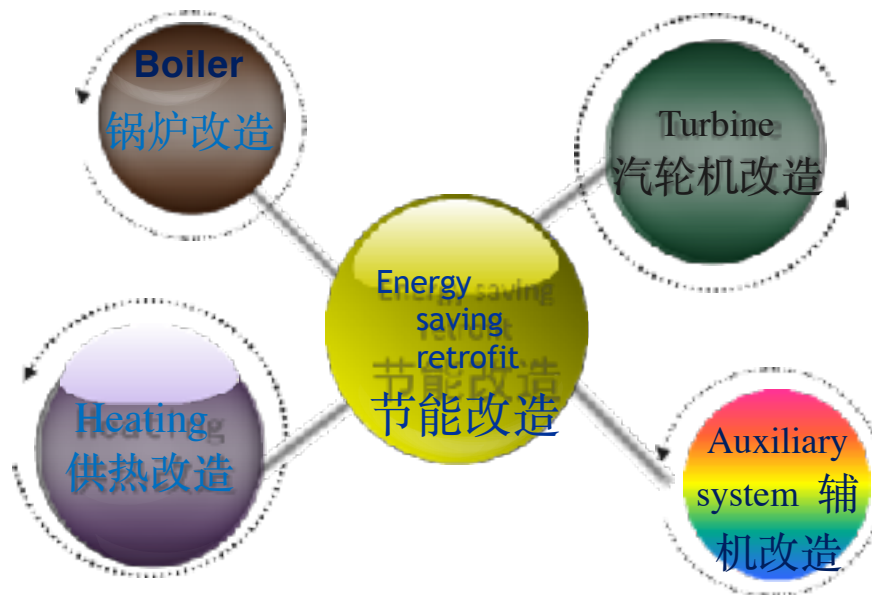 Boiler
锅炉改造
Turbine
汽轮机改造
Energy
saving
retrofit
节能改造
Heating
供热改造
Auxiliary
system 辅
机改造